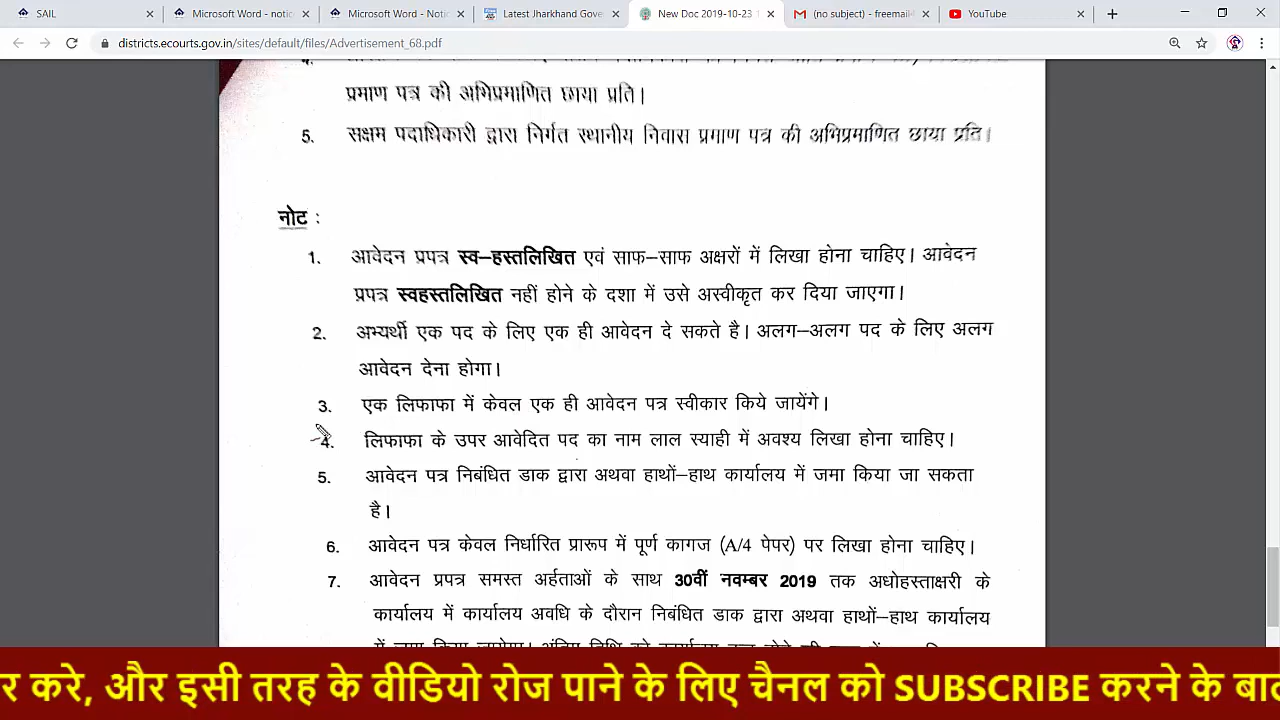 SAIL
Microsoft Word - notic
Microsoft Word - Notic
Latest Jharkhand Gove
New Doc 2019-10-23 1
(no subject) - freemail
YouTube
districts.ecourts.gov.in/sites/default/files/Advertisement_68.pdf
प्रमाण पत्र की अभिप्रमाणित छाया प्रति।
5. सक्षम पदाधिकारी द्वारा निर्गत स्थानीय निवास प्रमाण पत्र की अभिप्रमाणित छाया प्रति।
नोट :
1. आवेदन प्रपत्र स्व–हस्तलिखित एवं साफ–साफ अक्षरों में लिखा होना चाहिए। आवेदन
प्रपत्र स्वहस्तलिखित नहीं होने के दशा में उसे अस्वीकृत कर दिया जाएगा।
2. अभ्यर्थी एक पद के लिए एक ही आवेदन दे सकते है। अलग–अलग पद के लिए अलग
आवेदन देना होगा।
3. एक लिफाफा में केवल एक ही आवेदन पत्र स्वीकार किये जायेंगे।
4. लिफाफा के उपर आवेदित पद का नाम लाल स्याही में अवश्य लिखा होना चाहिए।
5. आवेदन पत्र निबंधित डाक द्वारा अथवा हाथों–हाथ कार्यालय में जमा किया जा सकता
है।
6. आवेदन पत्र केवल निर्धारित प्रारूप में पूर्ण कागज (A/4 पेपर) पर लिखा होना चाहिए।
7. आवेदन प्रपत्र समस्त अर्हताओं के साथ 30वीं नवम्बर 2019 तक अधोहस्ताक्षरी के
कार्यालय में कार्यालय अवधि के दौरान निबंधित डाक द्वारा अथवा हाथों–हाथ कार्यालय
र करे, और इसी तरह के वीडियो रोज पाने के लिए चैनल को SUBSCRIBE करने के बाद